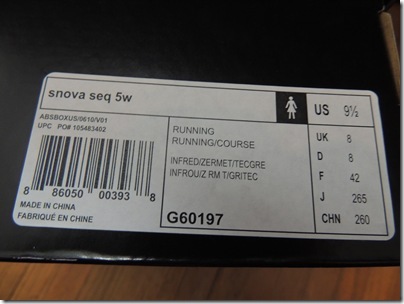 snova seq 5w
US 9½
ABSBOXUS/0610/V01
UPC PO# 105463402
8 86050 00393 8
MADE IN CHINA
FABRIQUÉ EN CHINE
RUNNING
RUNNING/COURSE
INFRED/ZERMET/TECGRE
INFROU/Z RM T/GRITEC
G60197
UK 8
D 8
F 42
J 265
CHN 260